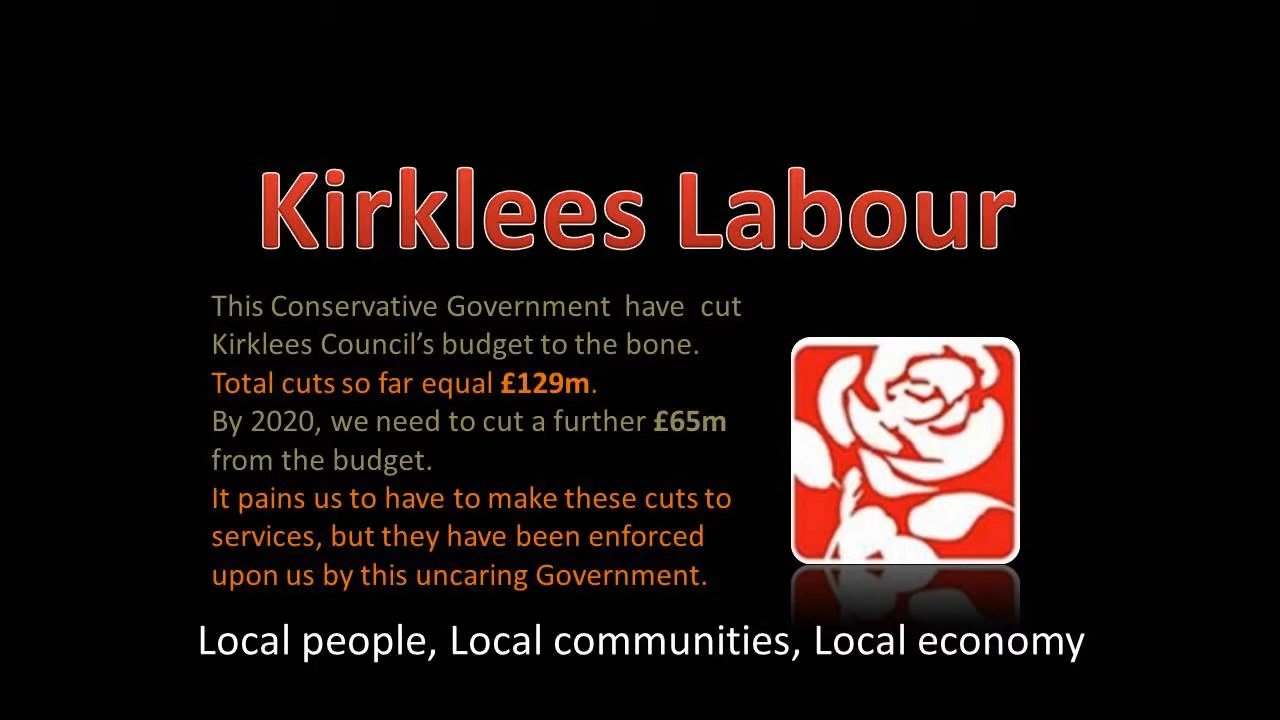 Kirklees Labour
This Conservative Government have cut
Kirklees Council’s budget to the bone.
Total cuts so far equal £129m.
By 2020, we need to cut a further £65m
from the budget.
It pains us to have to make these cuts to
services, but they have been enforced
upon us by this uncaring Government.
Local people, Local communities, Local economy